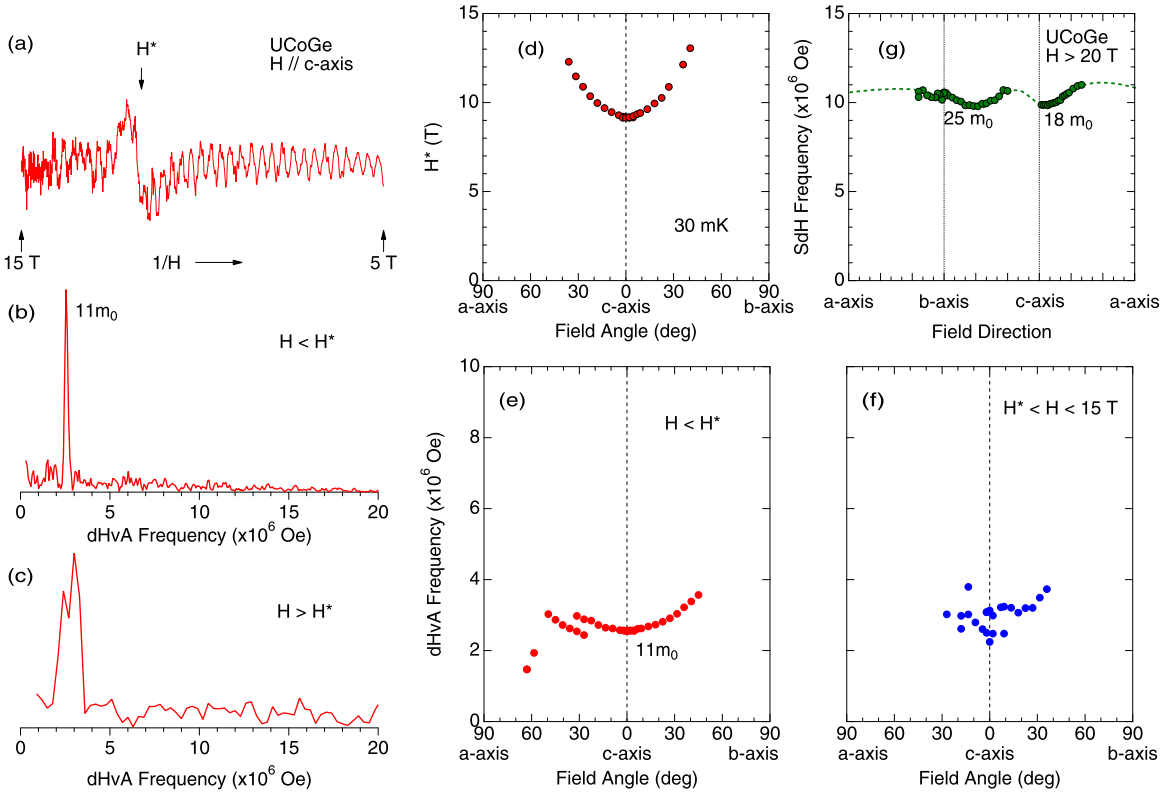 (a)
H*
UCoGe
H // c-axis
15 T
1/H
5 T
(b)
11m0
H < H*
0 5 10 15 20
dHvA Frequency (x10^6 Oe)
(c)
H > H*
0 5 10 15 20
dHvA Frequency (x10^6 Oe)
(d)
15
10
5
0
H* (T)
30 mK
90 60 30 0 30 60 90
a-axis c-axis b-axis
Field Angle (deg)
(g)
UCoGe
H > 20 T
15
10
5
0
SdH Frequency (x10^6 Oe)
25 m0
18 m0
a-axis b-axis c-axis a-axis
Field Direction
(e)
H < H*
10
8
6
4
2
0
dHvA Frequency (x10^6 Oe)
11m0
90 60 30 0 30 60 90
a-axis c-axis b-axis
Field Angle (deg)
(f)
H* < H < 15 T
90 60 30 0 30 60 90
a-axis c-axis b-axis
Field Angle (deg)